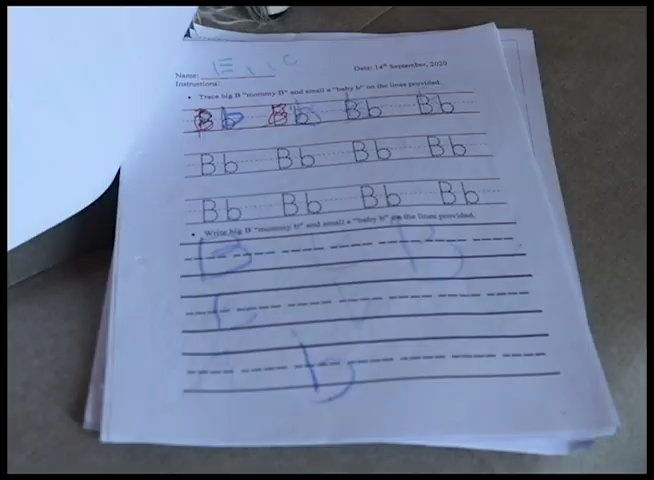 Name: Eric Date: 14th September, 2020
Instructions:
• Trace big B "mommy B" and small a "baby b" on the lines provided.
Bb Bb Bb Bb
Bb Bb Bb Bb
Bb Bb Bb Bb
• Write big B "mommy b" and small a "baby b" on the lines provided.
B B
b